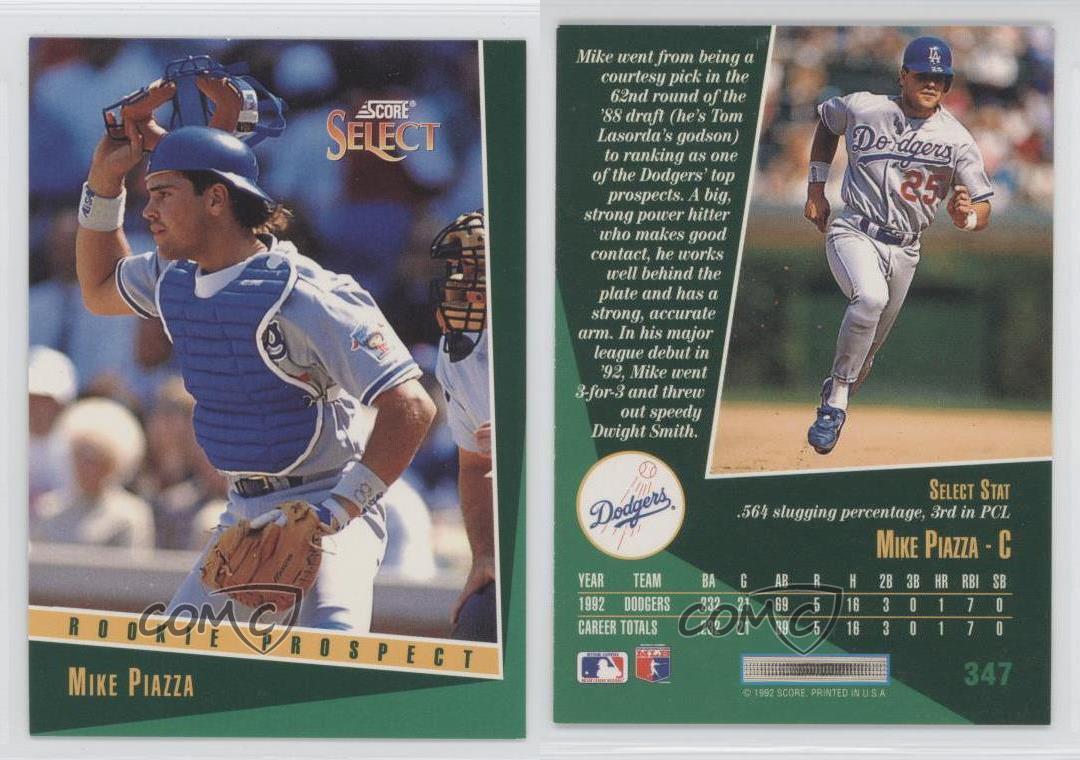 SCORE®
SELECT
ROOKIE PROSPECT
MIKE PIAZZA
Mike went from being a
courtesy pick in the
62nd round of the
'88 draft (he's Tom
Lasorda's godson)
to ranking as one
of the Dodgers' top
prospects. A big,
strong power hitter
who makes good
contact, he works
well behind the
plate and has a
strong, accurate
arm. In his major
league debut in
'92, Mike went
3-for-3 and threw
out speedy
Dwight Smith.
LA
Dodgers
25
Dodgers
SELECT STAT
.564 slugging percentage, 3rd in PCL
MIKE PIAZZA - C
YEAR TEAM BA G AB R H 2B 3B HR RBI SB
1992 DODGERS 21 69 5 16 3 0 1 7 0
CAREER TOTALS 21 69 5 16 3 0 1 7 0
© 1992 SCORE. PRINTED IN U.S.A.
347
COMC
COMC